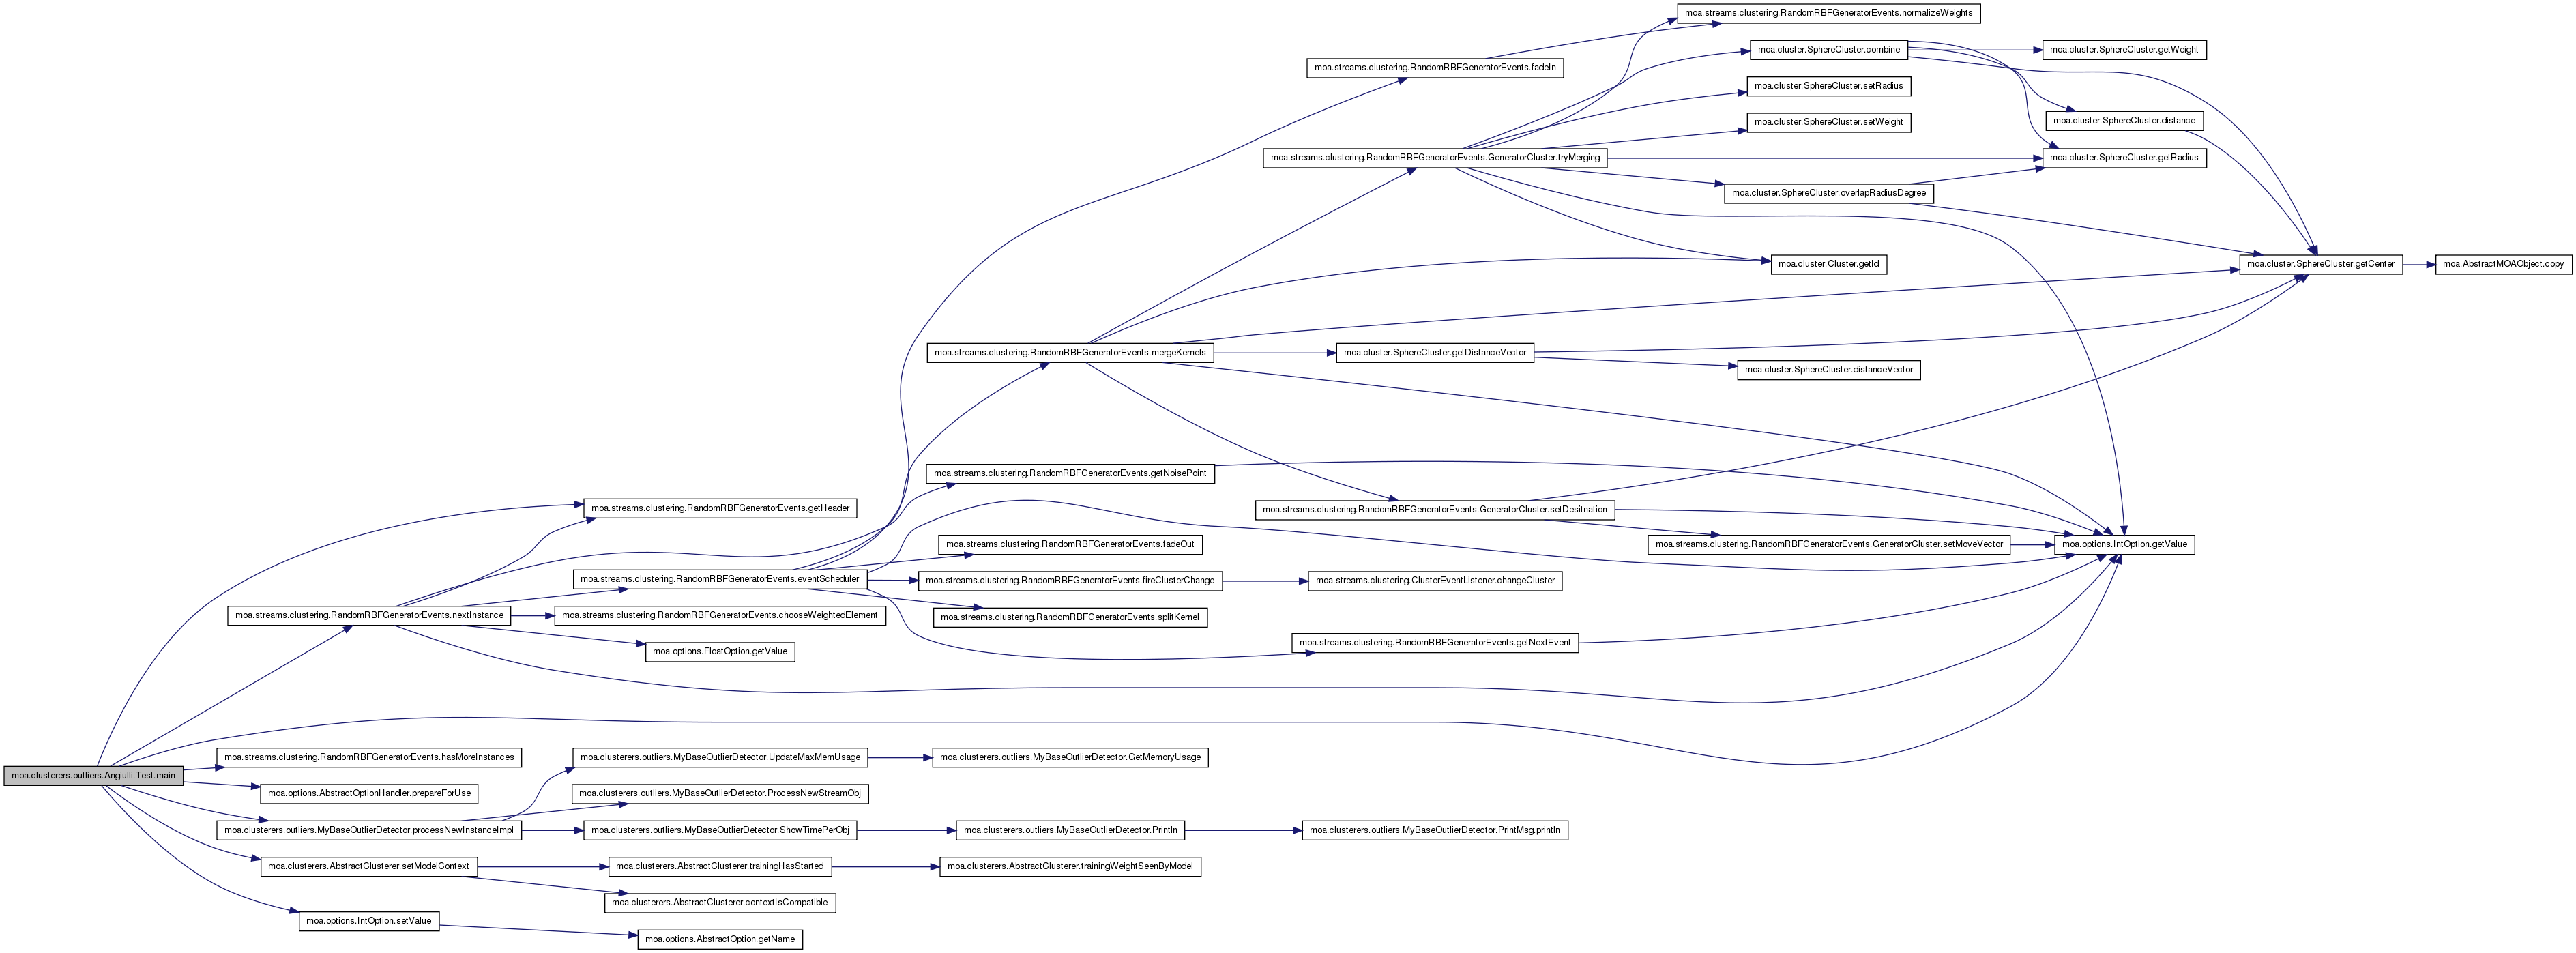 moa.streams.clustering.RandomRBFGeneratorEvents.normalizeWeights
moa.cluster.SphereCluster.combine
moa.cluster.SphereCluster.getWeight
moa.streams.clustering.RandomRBFGeneratorEvents.fadeIn
moa.cluster.SphereCluster.setRadius
moa.cluster.SphereCluster.setWeight
moa.cluster.SphereCluster.distance
moa.streams.clustering.RandomRBFGeneratorEvents.GeneratorCluster.tryMerging
moa.cluster.SphereCluster.getRadius
moa.cluster.SphereCluster.overlapRadiusDegree
moa.cluster.Cluster.getId
moa.cluster.SphereCluster.getCenter
moa.AbstractMOAObject.copy
moa.streams.clustering.RandomRBFGeneratorEvents.mergeKernels
moa.cluster.SphereCluster.getDistanceVector
moa.cluster.SphereCluster.distanceVector
moa.streams.clustering.RandomRBFGeneratorEvents.getNoisePoint
moa.streams.clustering.RandomRBFGeneratorEvents.getHeader
moa.streams.clustering.RandomRBFGeneratorEvents.GeneratorCluster.setDesitnation
moa.streams.clustering.RandomRBFGeneratorEvents.fadeOut
moa.streams.clustering.RandomRBFGeneratorEvents.GeneratorCluster.setMoveVector
moa.options.IntOption.getValue
moa.streams.clustering.RandomRBFGeneratorEvents.eventScheduler
moa.streams.clustering.RandomRBFGeneratorEvents.fireClusterChange
moa.streams.clustering.ClusterEventListener.changeCluster
moa.streams.clustering.RandomRBFGeneratorEvents.nextInstance
moa.streams.clustering.RandomRBFGeneratorEvents.chooseWeightedElement
moa.streams.clustering.RandomRBFGeneratorEvents.splitKernel
moa.options.FloatOption.getValue
moa.streams.clustering.RandomRBFGeneratorEvents.getNextEvent
moa.streams.clustering.RandomRBFGeneratorEvents.hasMoreInstances
moa.clusterers.outliers.MyBaseOutlierDetector.UpdateMaxMemUsage
moa.clusterers.outliers.MyBaseOutlierDetector.GetMemoryUsage
moa.clusterers.outliers.Angiulli.Test.main
moa.options.AbstractOptionHandler.prepareForUse
moa.clusterers.outliers.MyBaseOutlierDetector.ProcessNewStreamObj
moa.clusterers.outliers.MyBaseOutlierDetector.processNewInstanceImpl
moa.clusterers.outliers.MyBaseOutlierDetector.ShowTimePerObj
moa.clusterers.outliers.MyBaseOutlierDetector.Println
moa.clusterers.outliers.MyBaseOutlierDetector.PrintMsg.println
moa.clusterers.AbstractClusterer.setModelContext
moa.clusterers.AbstractClusterer.trainingHasStarted
moa.clusterers.AbstractClusterer.trainingWeightSeenByModel
moa.clusterers.AbstractClusterer.contextIsCompatible
moa.options.IntOption.setValue
moa.options.AbstractOption.getName